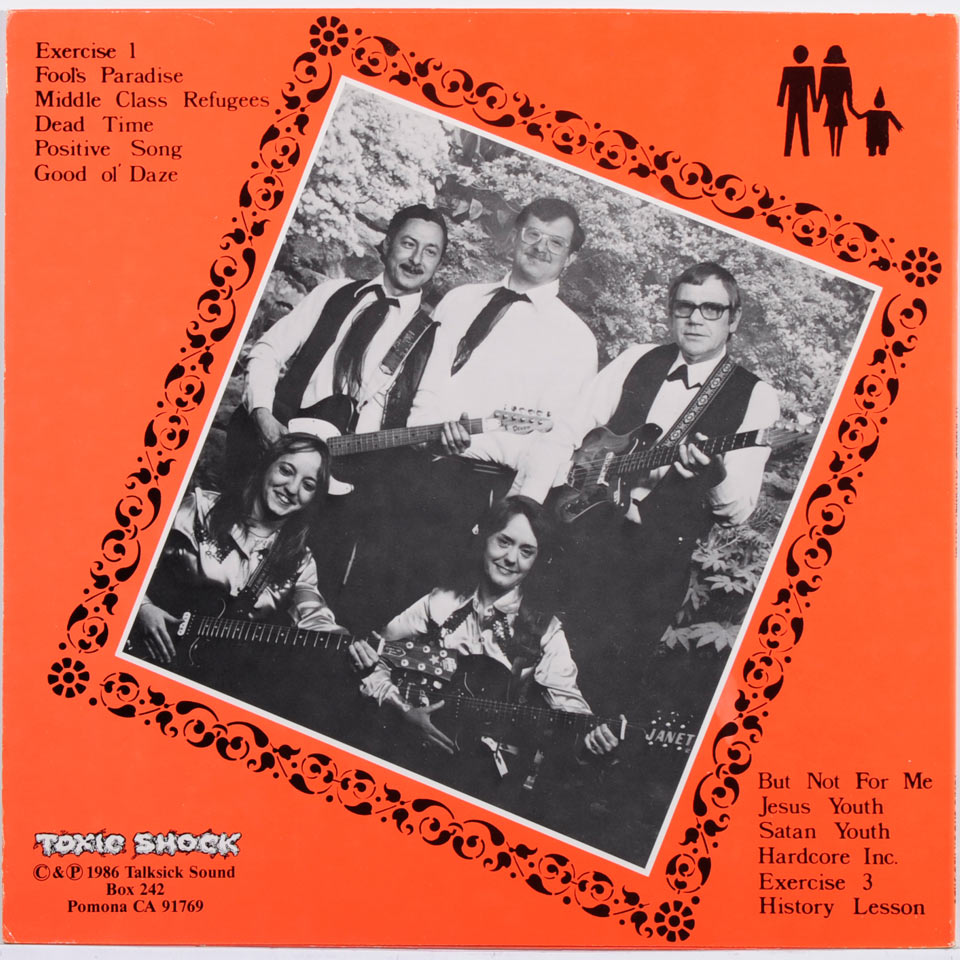 Exercise 1
Fool's Paradise
Middle Class Refugees
Dead Time
Positive Song
Good ol' Daze
JANET
But Not For Me
Jesus Youth
Satan Youth
Hardcore Inc.
Exercise 3
History Lesson
TOXIC SHOCK
©&Ⓟ 1986 Talksick Sound
Box 242
Pomona CA 91769